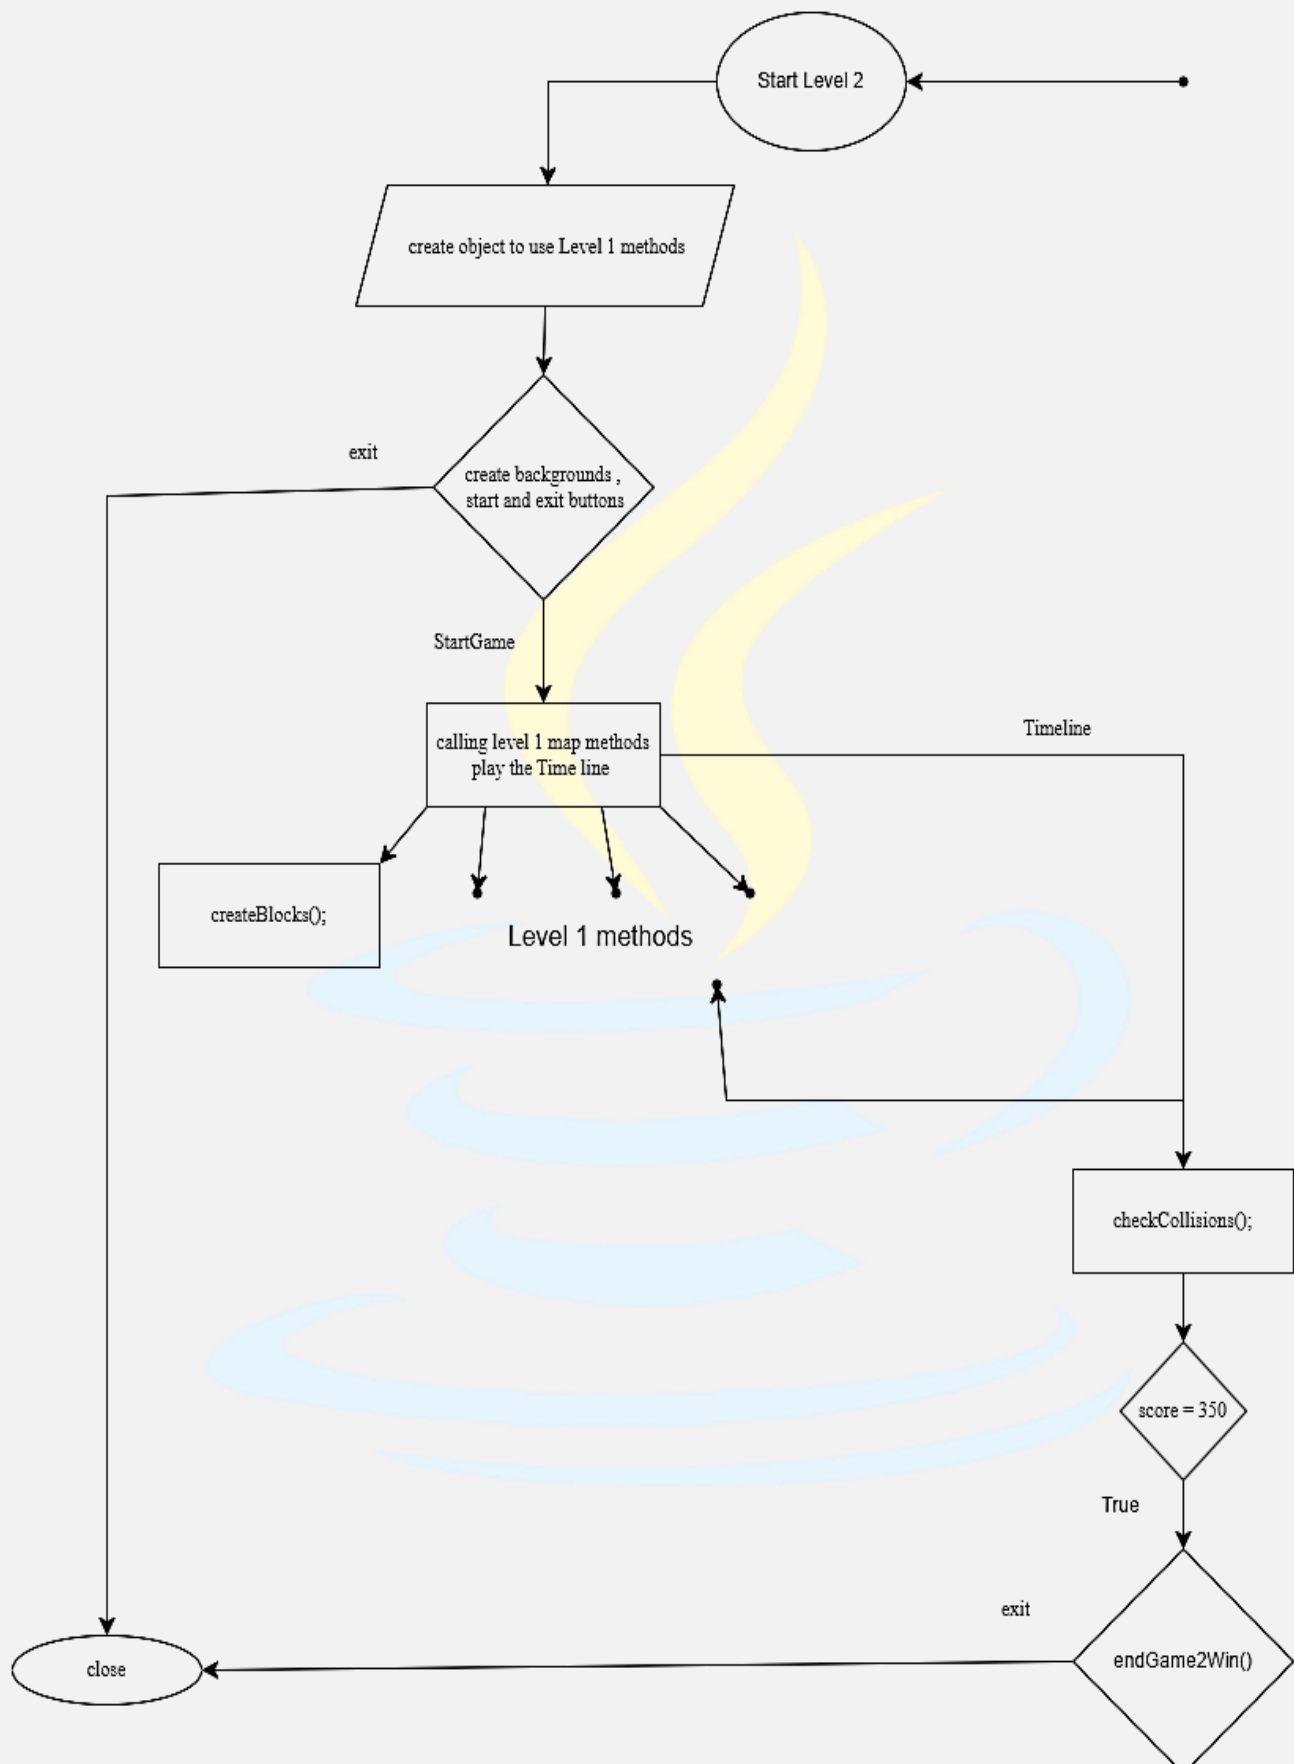 Start Level 2
create object to use Level 1 methods
exit
create backgrounds ,
start and exit buttons
StartGame
calling level 1 map methods
play the Time line
Timeline
createBlocks();
Level 1 methods
checkCollisions();
score = 350
True
exit
close
endGame2Win()